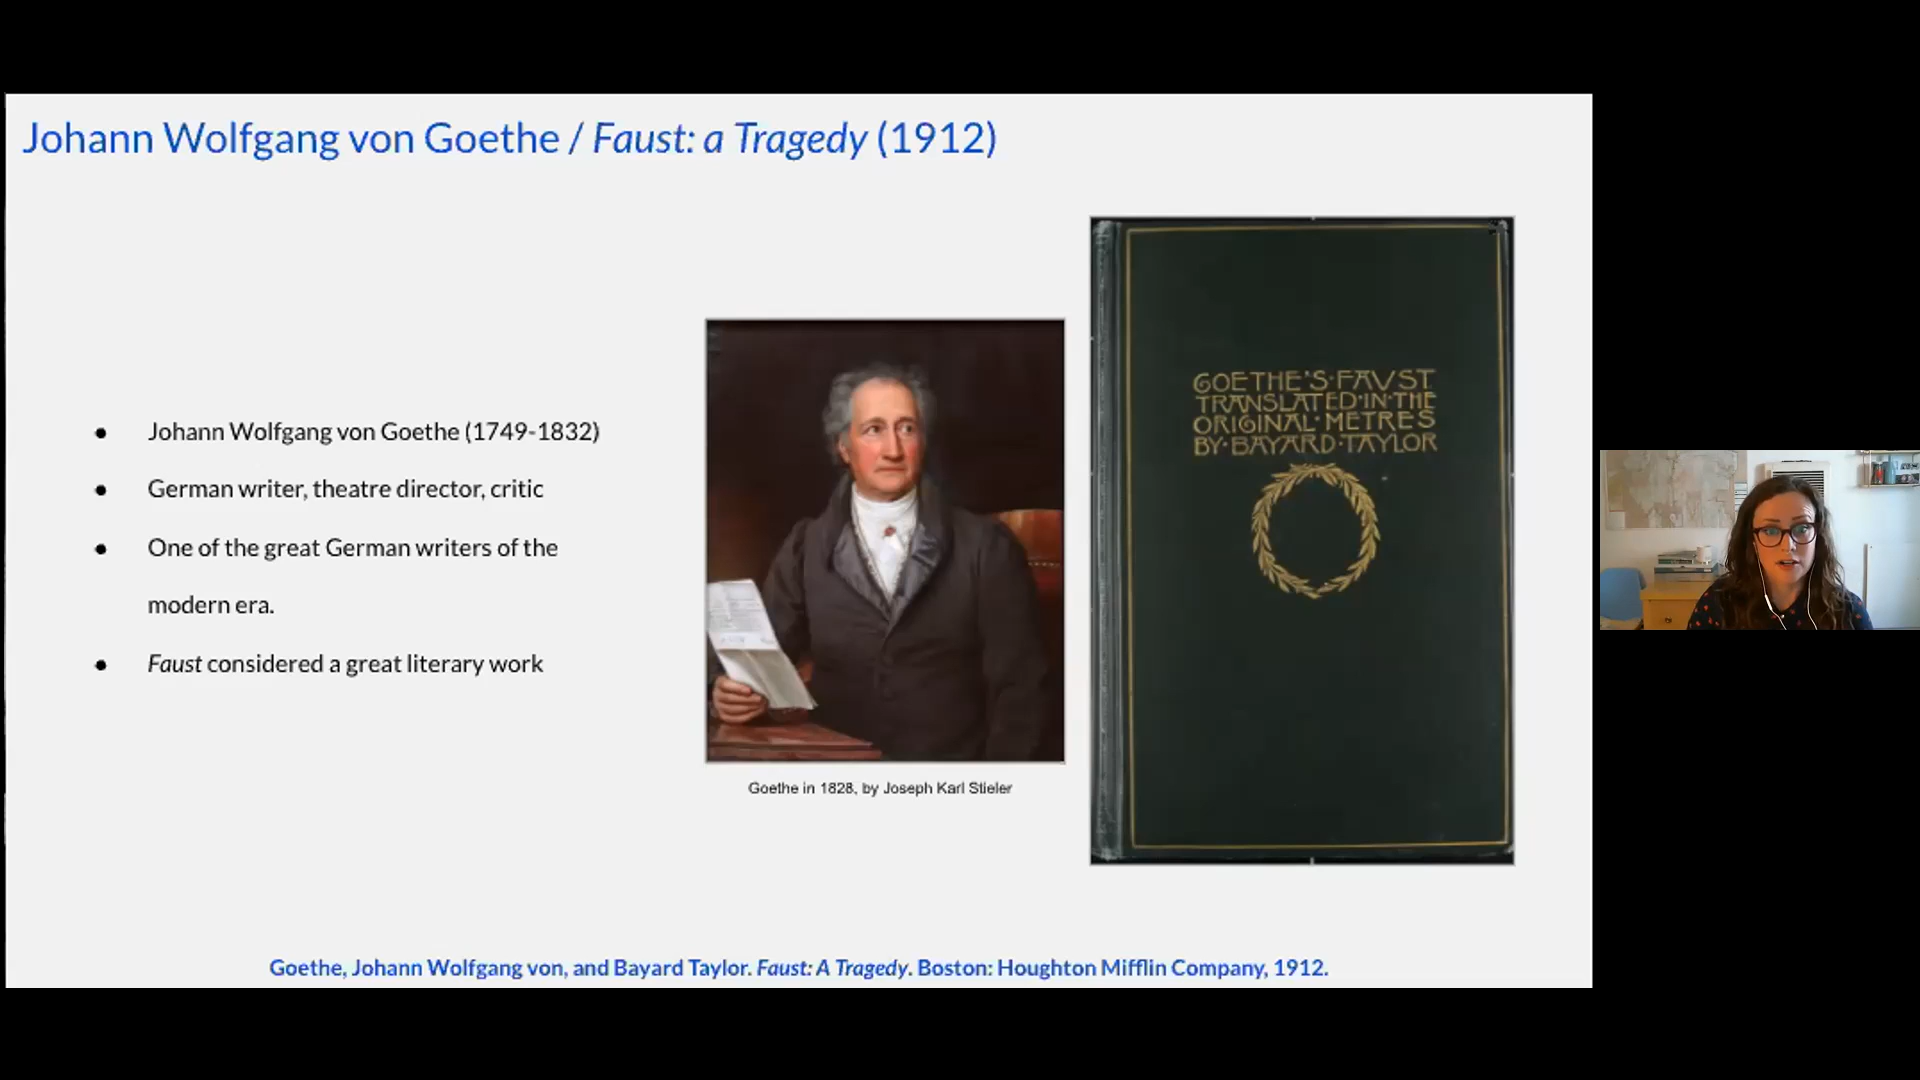 Johann Wolfgang von Goethe / Faust: a Tragedy (1912)
● Johann Wolfgang von Goethe (1749-1832)
● German writer, theatre director, critic
● One of the great German writers of the
modern era.
● Faust considered a great literary work
GOETHE'S·FAVST
TRANSLATED·IN·THE
ORIGINAL·METRES
BY·BAYARD·TAYLOR
Goethe in 1828, by Joseph Karl Stieler
Goethe, Johann Wolfgang von, and Bayard Taylor. Faust: A Tragedy. Boston: Houghton Mifflin Company, 1912.